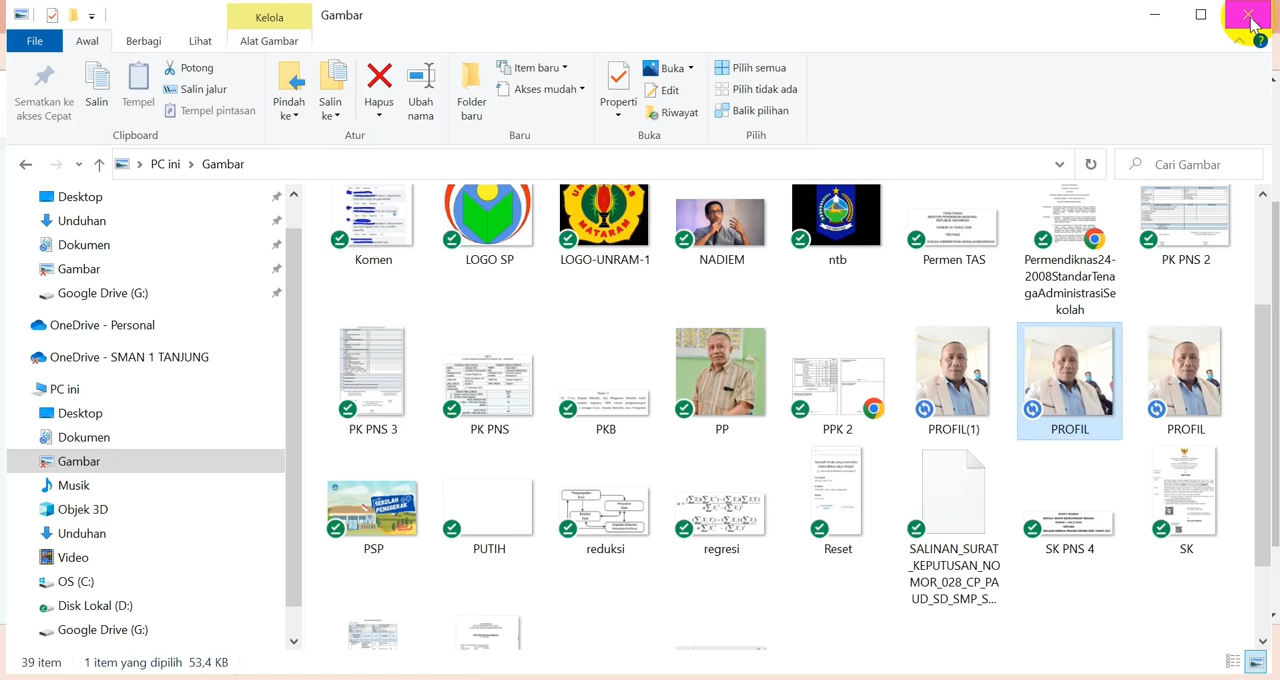 Kelola
Gambar
File
Awal
Berbagi
Lihat
Alat Gambar
?
Sematkan ke
akses Cepat
Salin
Tempel
Potong
Salin jalur
Tempel pintasan
Pindah
ke
Salin
ke
Hapus
Ubah
nama
Folder
baru
Item baru
Akses mudah
Properti
Buka
Edit
Riwayat
Pilih semua
Pilih tidak ada
Balik pilihan
Clipboard
Atur
Baru
Buka
Pilih
PC ini
Gambar
Cari Gambar
Desktop
Unduhan
Dokumen
Gambar
Google Drive (G:)
OneDrive - Personal
OneDrive - SMAN 1 TANJUNG
PC ini
Desktop
Dokumen
Gambar
Musik
Objek 3D
Unduhan
Video
OS (C:)
Disk Lokal (D:)
Google Drive (G:)
MATARAM
Komen
LOGO SP
LOGO-UNRAM-1
NADIEM
ntb
Permen TAS
Permendiknas24-
2008StandarTena
gaAdministrasiSe
kolah
PK PNS 2
PK PNS 3
PK PNS
PKB
PP
PPK 2
PROFIL(1)
PROFIL
PROFIL
SEKOLAH
PENGGERAK
PSP
PUTIH
reduksi
regresi
Reset
SALINAN_SURAT
_KEPUTUSAN_NO
MOR_028_CP_PA
UD_SD_SMP_S...
SK PNS 4
SK
39 item
1 item yang dipilih
53,4 KB